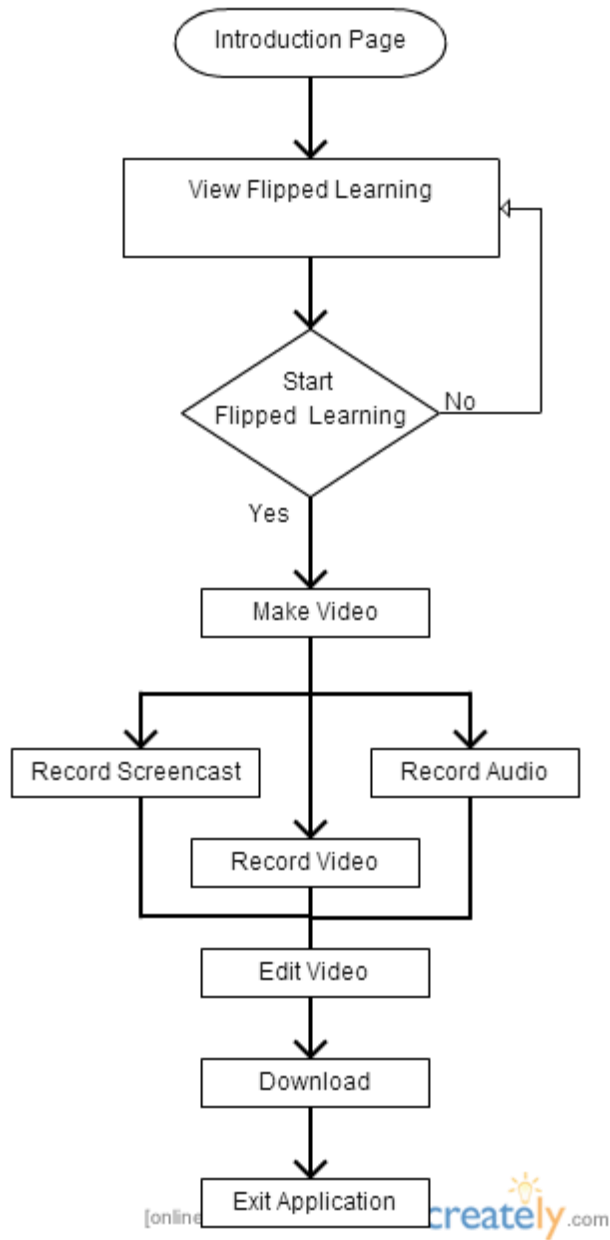 Introduction Page
View Flipped Learning
Start
Flipped Learning
No
Yes
Make Video
Record Screencast
Record Audio
Record Video
Edit Video
Download
Exit Application
[online
creately.com